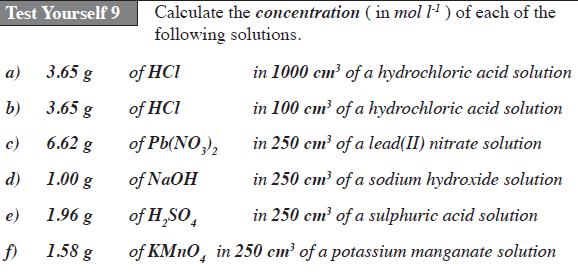 Test Yourself 9 Calculate the concentration ( in mol l⁻¹ ) of each of the
following solutions.
a) 3.65 g of HCl in 1000 cm³ of a hydrochloric acid solution
b) 3.65 g of HCl in 100 cm³ of a hydrochloric acid solution
c) 6.62 g of Pb(NO₃)₂ in 250 cm³ of a lead(II) nitrate solution
d) 1.00 g of NaOH in 250 cm³ of a sodium hydroxide solution
e) 1.96 g of H₂SO₄ in 250 cm³ of a sulphuric acid solution
f) 1.58 g of KMnO₄ in 250 cm³ of a potassium manganate solution